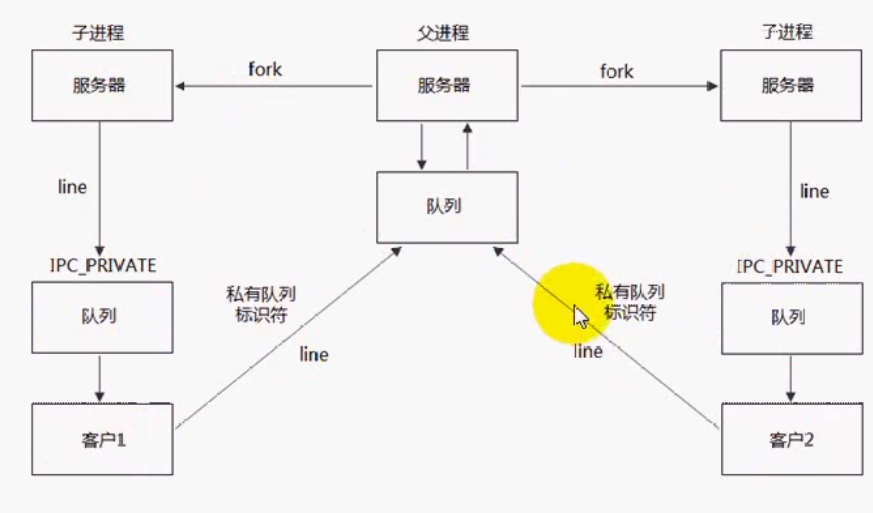 子进程
父进程
子进程
服务器
fork
服务器
fork
服务器
line
队列
line
IPC_PRIVATE
IPC_PRIVATE
队列
私有队列
标识符
私有队列
标识符
队列
line
line
客户1
客户2